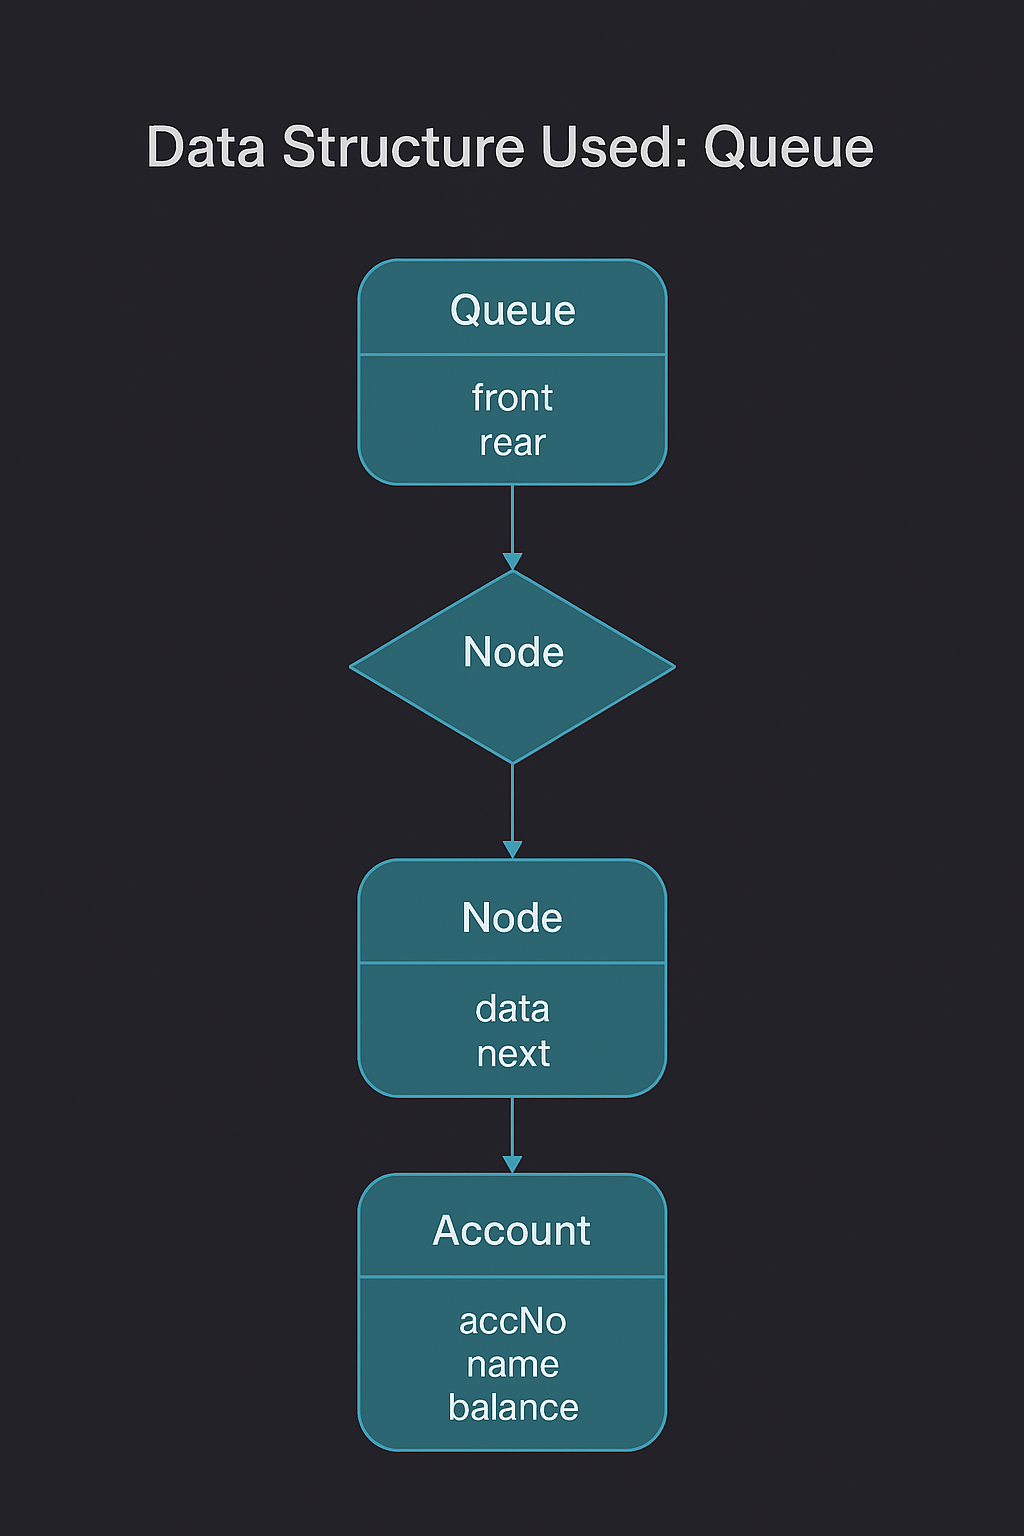 Data Structure Used: Queue
Queue
front
rear
Node
Node
data
next
Account
accNo
name
balance